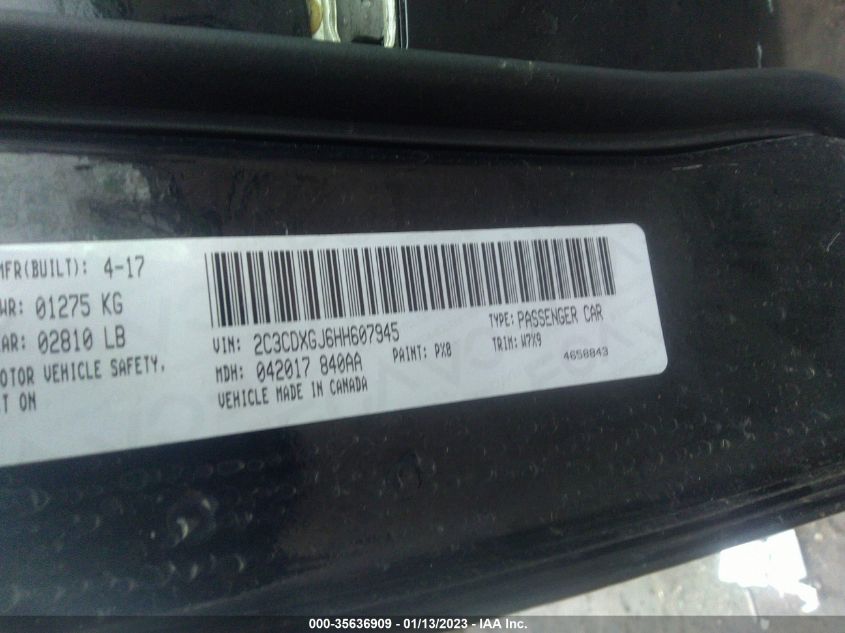 MFR(BUILT): 4-17
WR: 01275 KG
AR: 02810 LB
OTOR VEHICLE SAFETY,
T ON
VIN: 2C3CDXGJ6HH607945
TYPE: PASSENGER CAR
MDH: 042017 840AA
PAINT: PX8
TRIM: W7X9
VEHICLE MADE IN CANADA
4658843
000-35636909 - 01/13/2023 - IAA Inc.